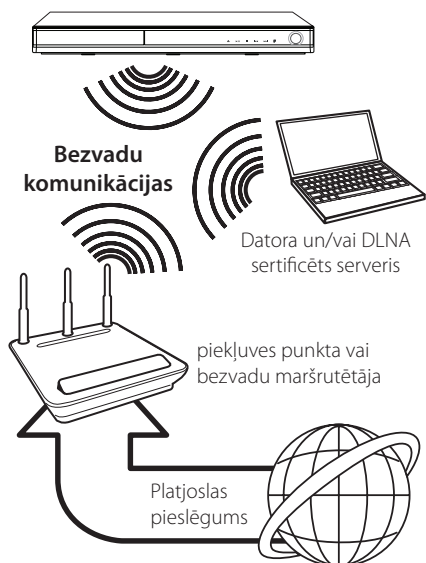 Bezvadu
komunikācijas
Datora un/vai DLNA
sertificēts serveris
piekļuves punkta vai
bezvadu maršrutētāja
Platjoslas
pieslēgums